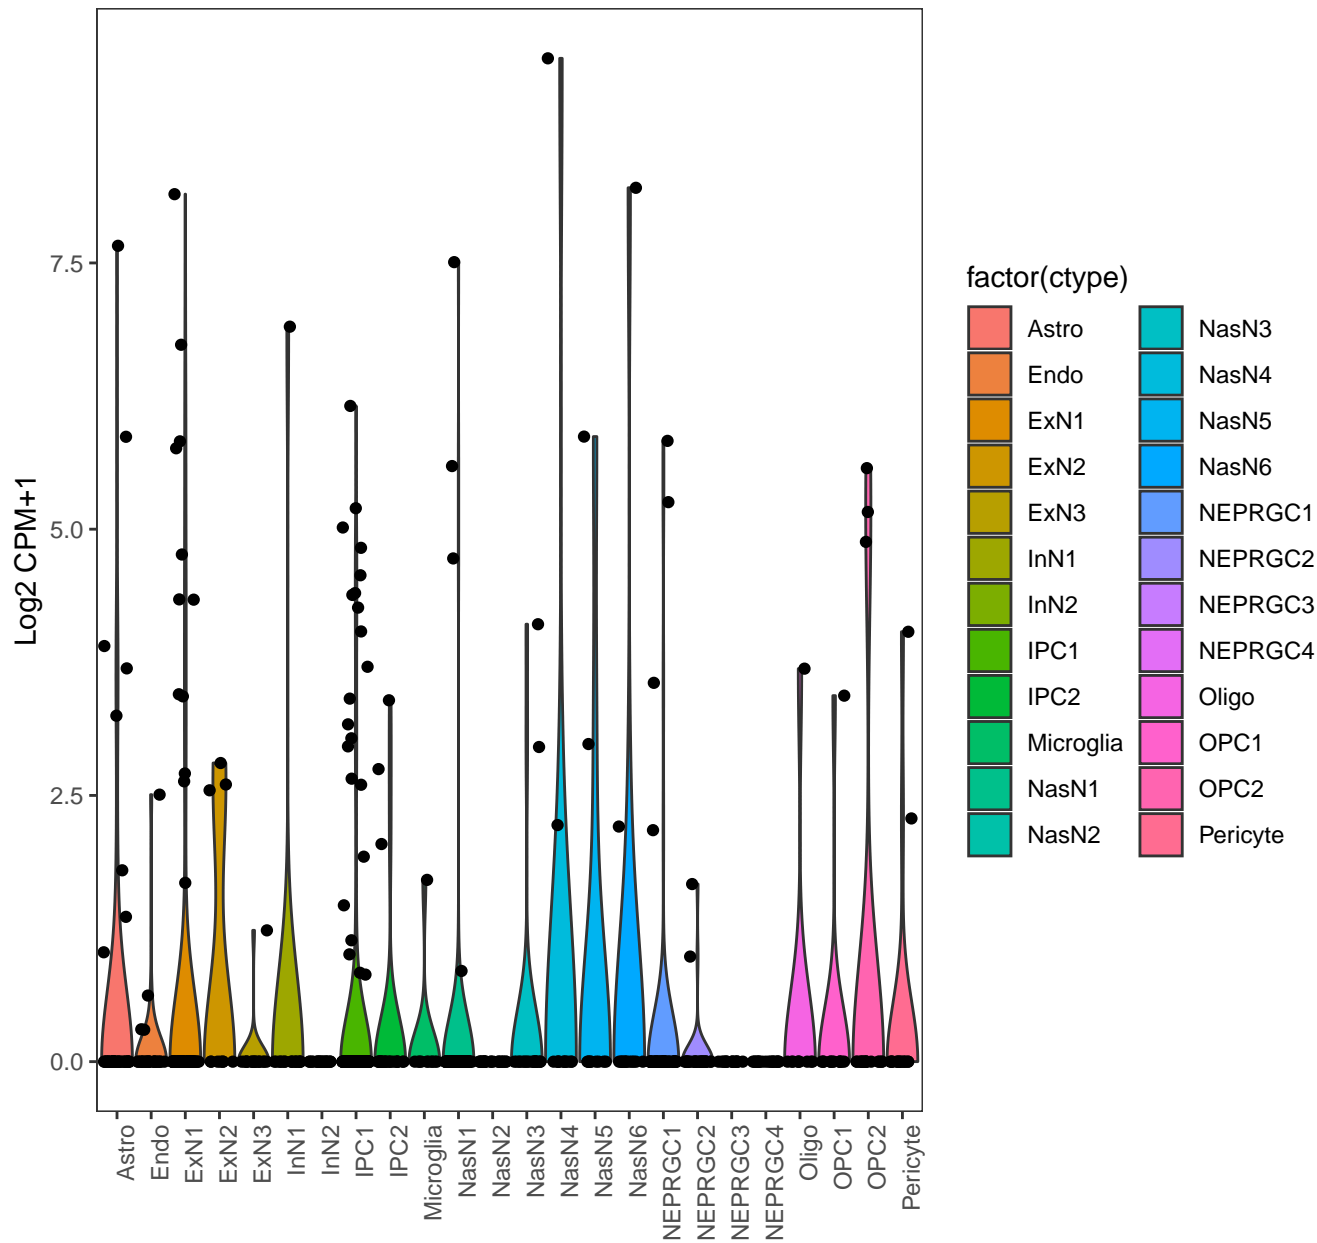 Log2 CPM+1
7.5
5.0
2.5
0.0
Astro
Endo
ExN1
ExN2
ExN3
InN1
InN2
IPC1
IPC2
Microglia
NasN1
NasN2
NasN3
NasN4
NasN5
NasN6
NEPRGC1
NEPRGC2
NEPRGC3
NEPRGC4
Oligo
OPC1
OPC2
Pericyte
factor(ctype)
Astro
Endo
ExN1
ExN2
ExN3
InN1
InN2
IPC1
IPC2
Microglia
NasN1
NasN2
NasN3
NasN4
NasN5
NasN6
NEPRGC1
NEPRGC2
NEPRGC3
NEPRGC4
Oligo
OPC1
OPC2
Pericyte